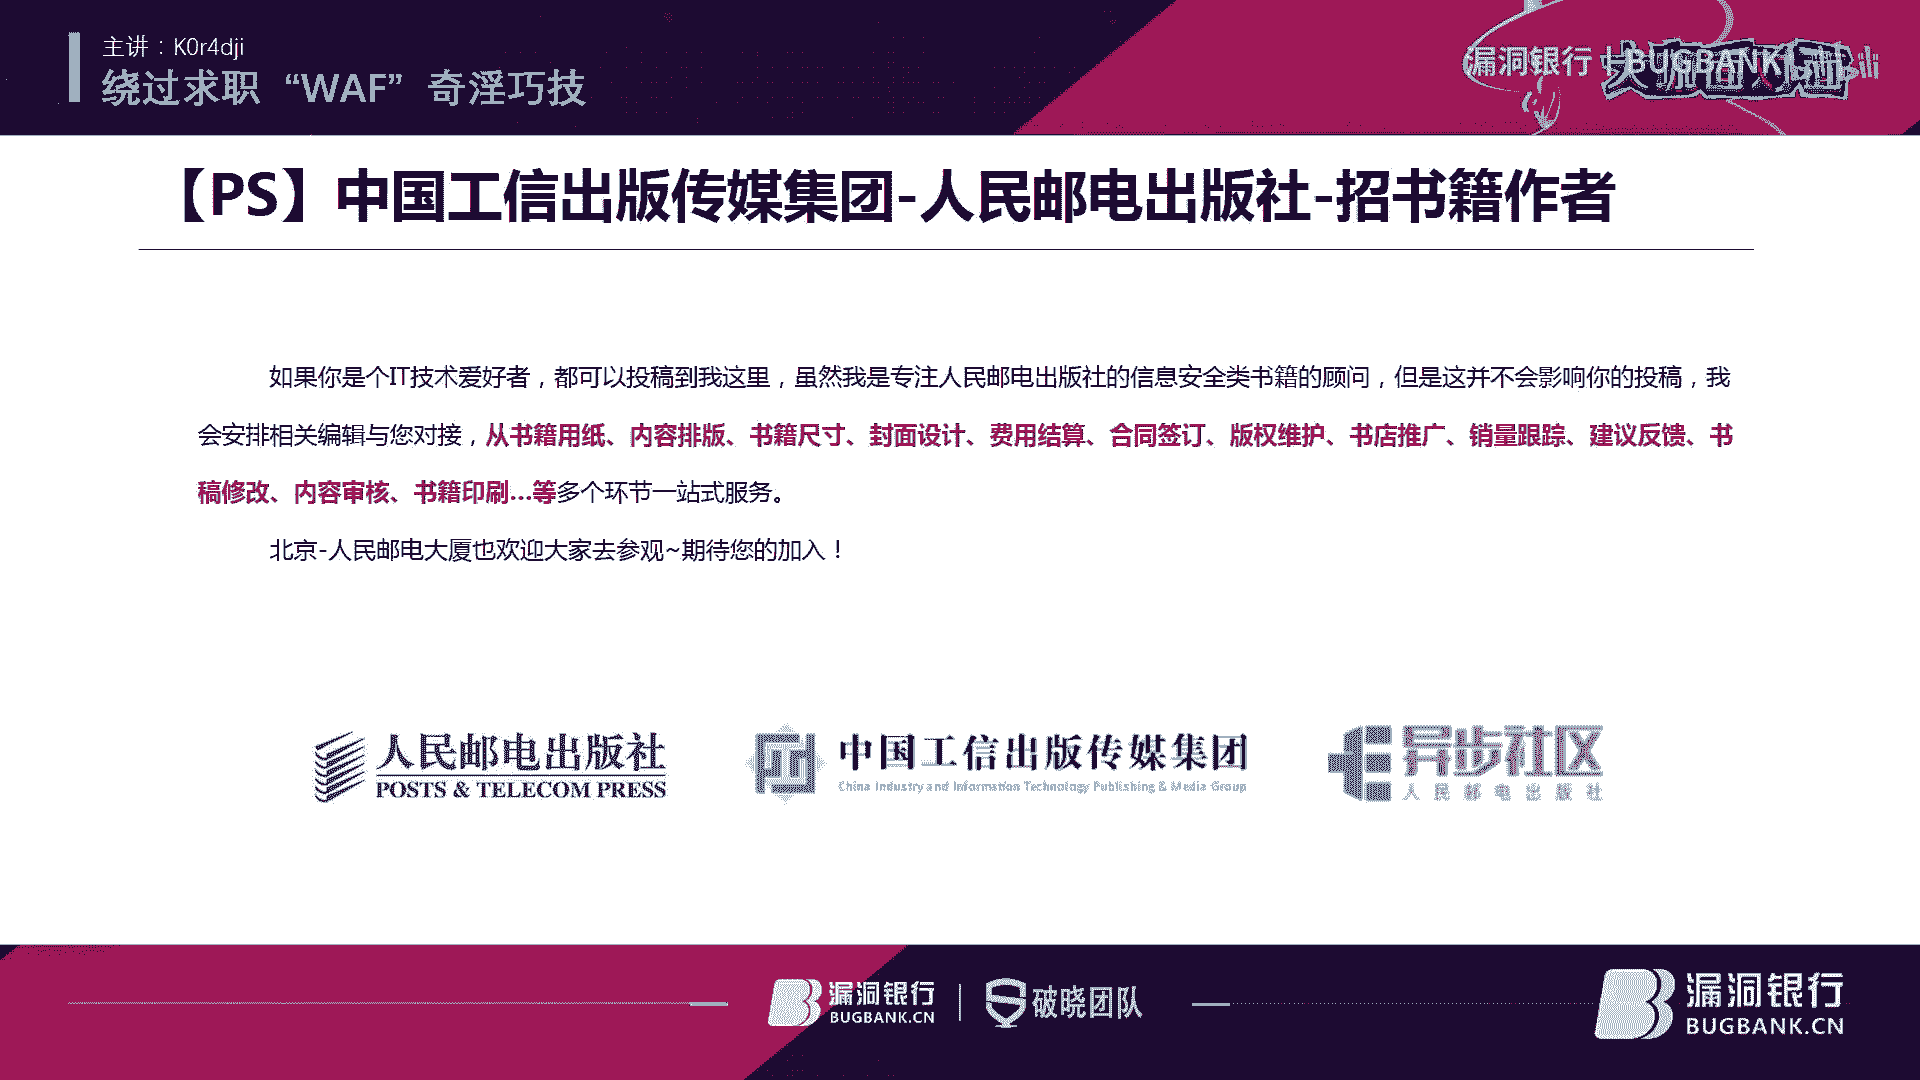 主讲：K0r4dji
绕过求职“WAF”奇淫巧技
漏洞银行 | BUGBANK
大咖面对面
【PS】中国工信出版传媒集团-人民邮电出版社-招书籍作者
如果你是个IT技术爱好者，都可以投稿到我这里，虽然我是专注人民邮电出版社的信息安全类书籍的顾问，但是这并不会影响你的投稿，我
会安排相关编辑与您对接，从书籍用纸、内容排版、书籍尺寸、封面设计、费用结算、合同签订、版权维护、书店推广、销量跟踪、建议反馈、书
稿修改、内容审核、书籍印刷...等多个环节一站式服务。
北京-人民邮电大厦也欢迎大家去参观~期待您的加入！
人民邮电出版社
POSTS & TELECOM PRESS
中国工信出版传媒集团
China Industry and Information Technology Publishing & Media Group
异步社区
人民邮电出版社
漏洞银行
BUGBANK.CN
破晓团队
漏洞银行
BUGBANK.CN